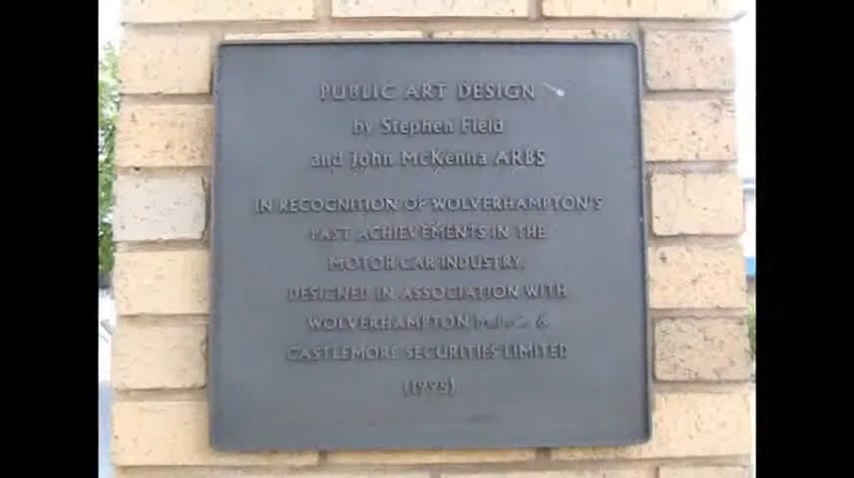 PUBLIC ART DESIGN
by Stephen Field
and John McKenna ARBS
IN RECOGNITION OF WOLVERHAMPTON'S
PAST ACHIEVEMENTS IN THE
MOTOR CAR INDUSTRY,
DESIGNED IN ASSOCIATION WITH
WOLVERHAMPTON &
CASTLEMORE SECURITIES LIMITED